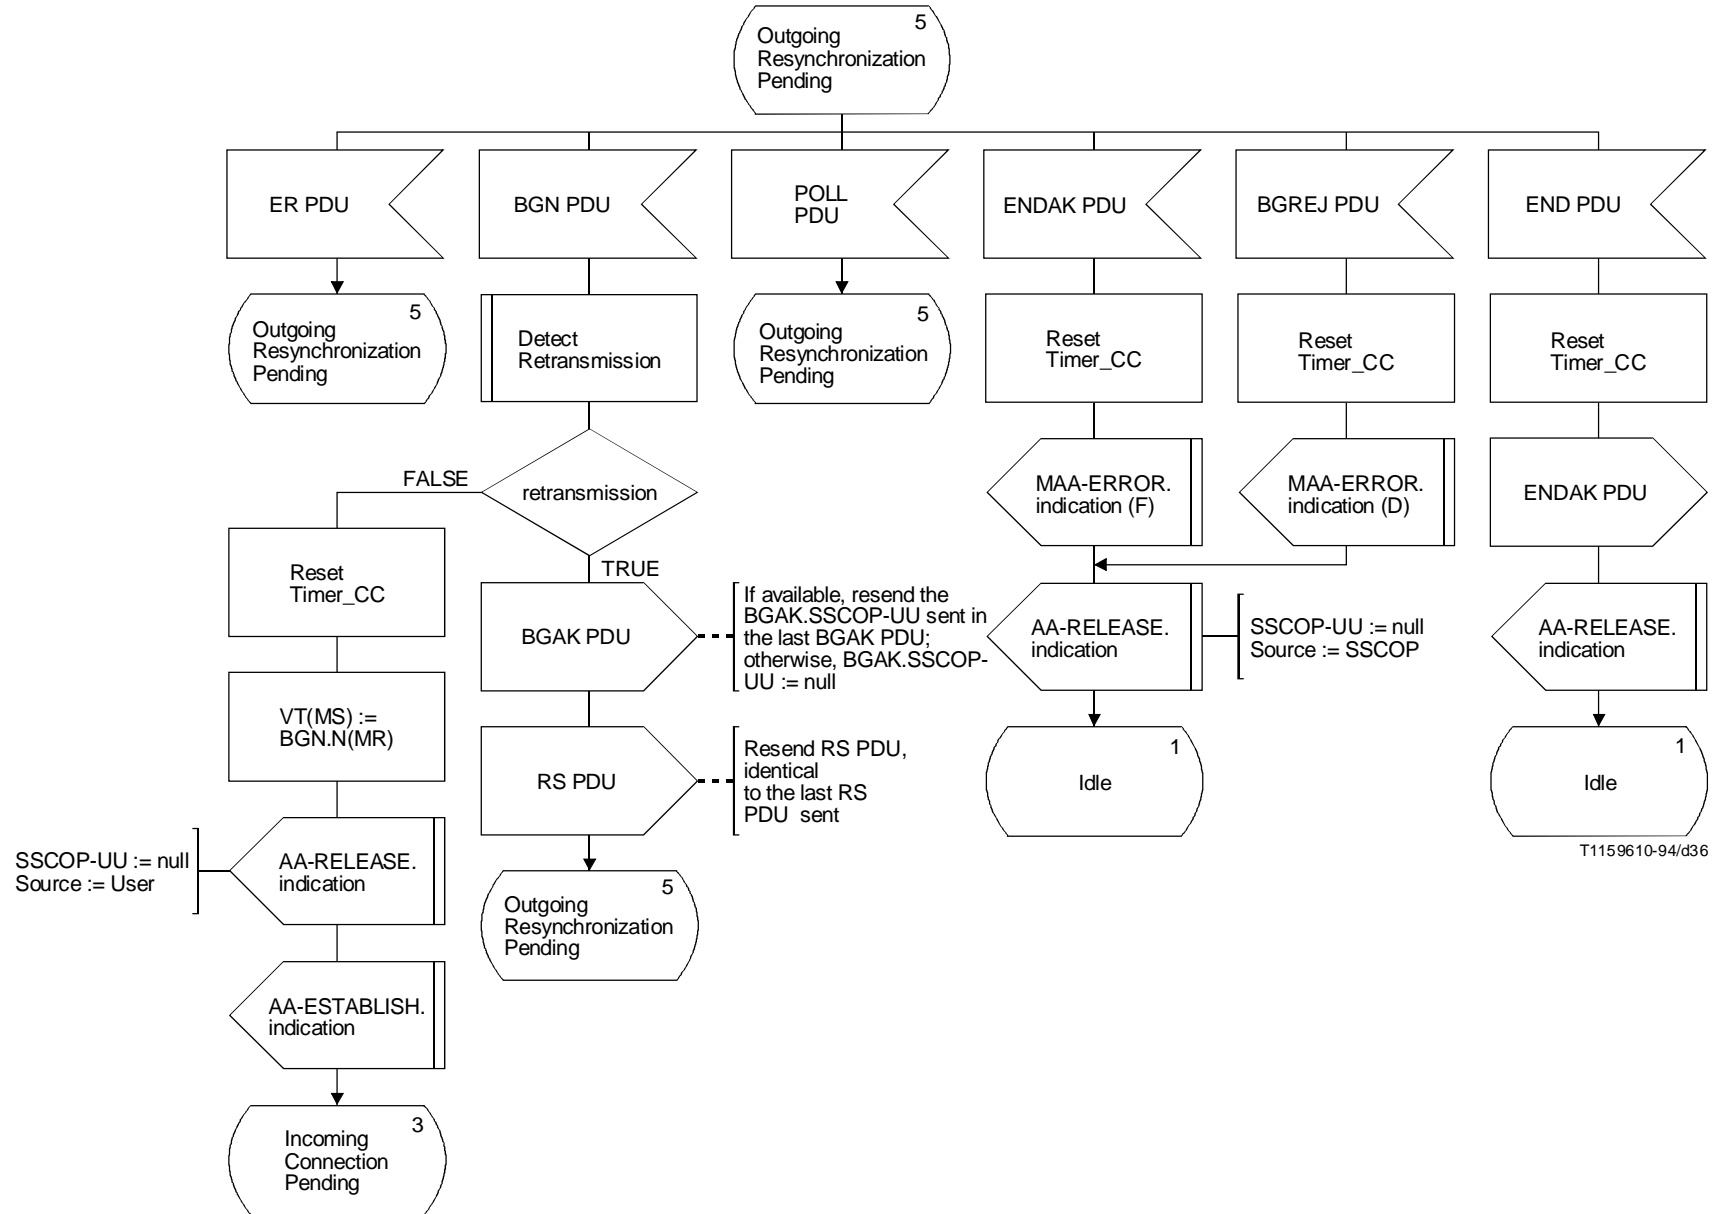 5
Outgoing
Resynchronization
Pending
ER PDU
BGN PDU
POLL
PDU
ENDAK PDU
BGREJ PDU
END PDU
5
Outgoing
Resynchronization
Pending
Detect
Retransmission
5
Outgoing
Resynchronization
Pending
Reset
Timer_CC
Reset
Timer_CC
Reset
Timer_CC
FALSE
retransmission
TRUE
MAA-ERROR.
indication (F)
MAA-ERROR.
indication (D)
ENDAK PDU
Reset
Timer_CC
BGAK PDU
If available, resend the
BGAK.SSCOP-UU sent in
the last BGAK PDU;
otherwise, BGAK.SSCOP-
UU := null
AA-RELEASE.
indication
SSCOP-UU := null
Source := SSCOP
AA-RELEASE.
indication
VT(MS) :=
BGN.N(MR)
RS PDU
Resend RS PDU,
identical
to the last RS
PDU sent
1
Idle
1
Idle
T1159610-94/d36
SSCOP-UU := null
Source := User
AA-RELEASE.
indication
5
Outgoing
Resynchronization
Pending
AA-ESTABLISH.
indication
3
Incoming
Connection
Pending